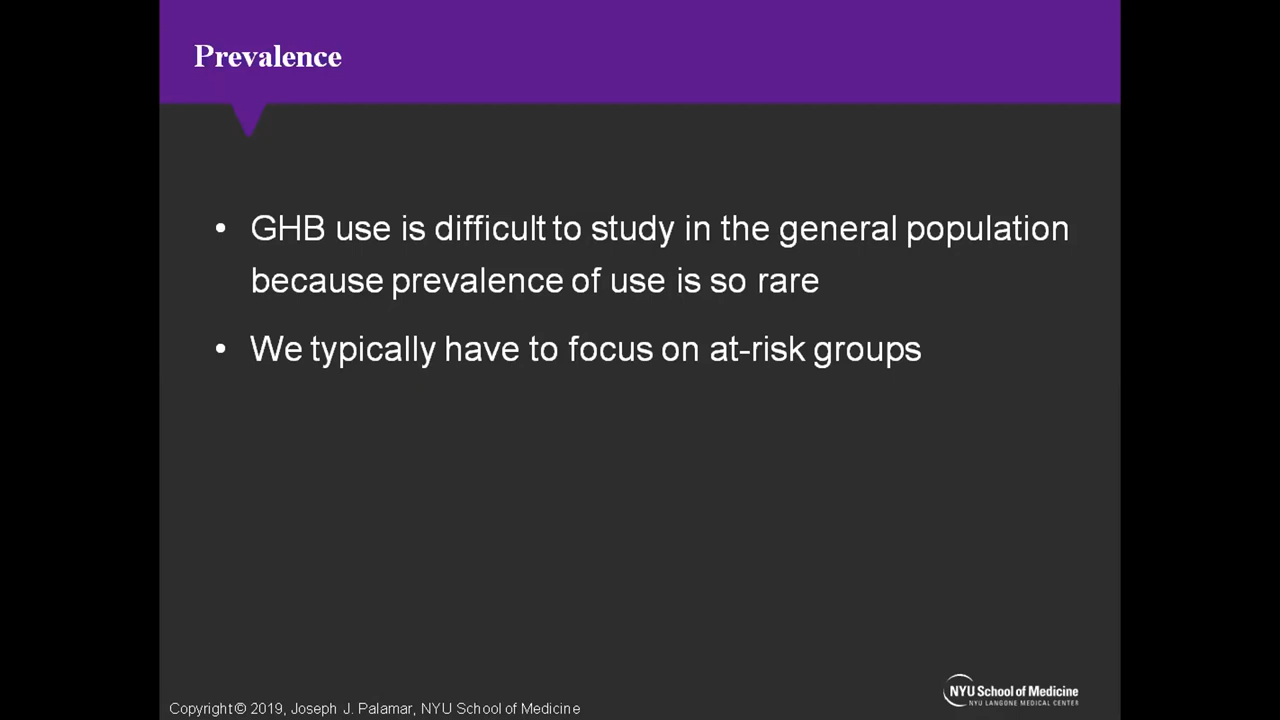 Prevalence
• GHB use is difficult to study in the general population
because prevalence of use is so rare
• We typically have to focus on at-risk groups
NYU School of Medicine
NYU LANGONE MEDICAL CENTER
Copyright © 2019, Joseph J. Palamar, NYU School of Medicine